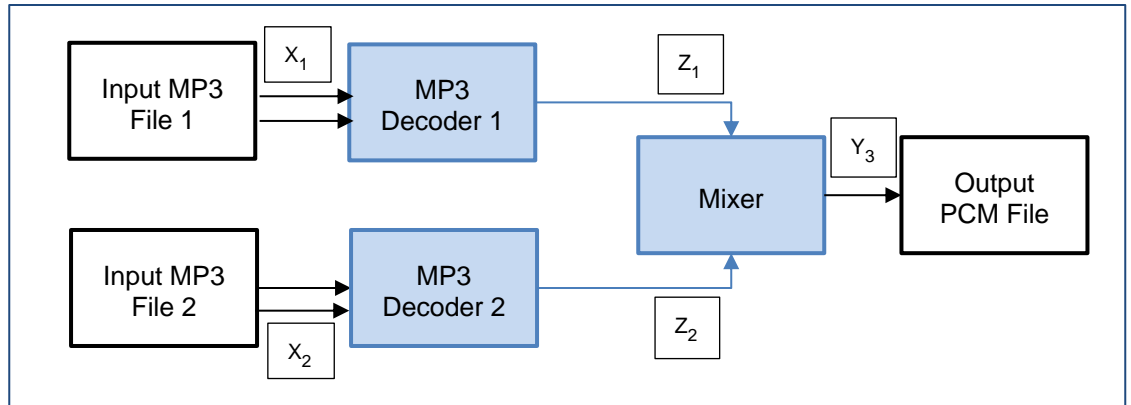 X₁
Input MP3
File 1
MP3
Decoder 1
Z₁
Mixer
Y₃
Output
PCM File
Input MP3
File 2
X₂
MP3
Decoder 2
Z₂